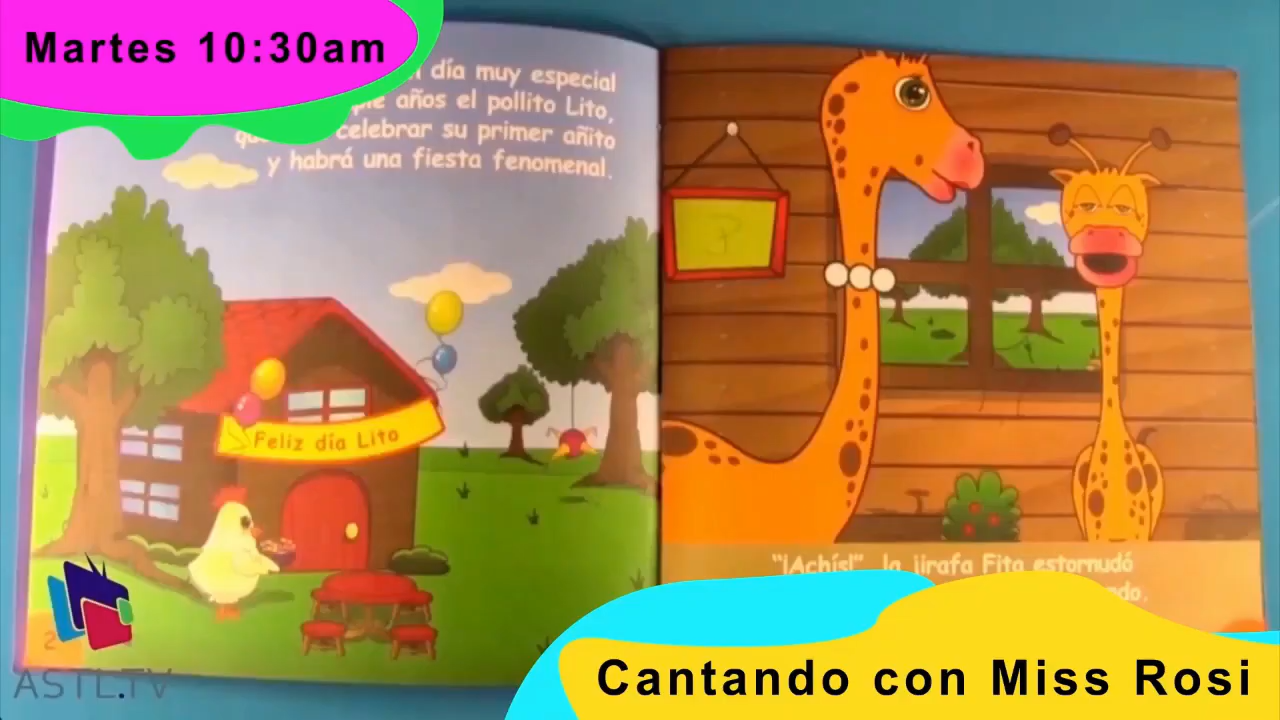 Martes 10:30am
día muy especial
años el pollito Lito,
celebrar su primer añito
y habrá una fiesta fenomenal.
Feliz día Lito
"¡Achís!", la jirafa Fita estornudó
2
ASTL.TV
Cantando con Miss Rosi